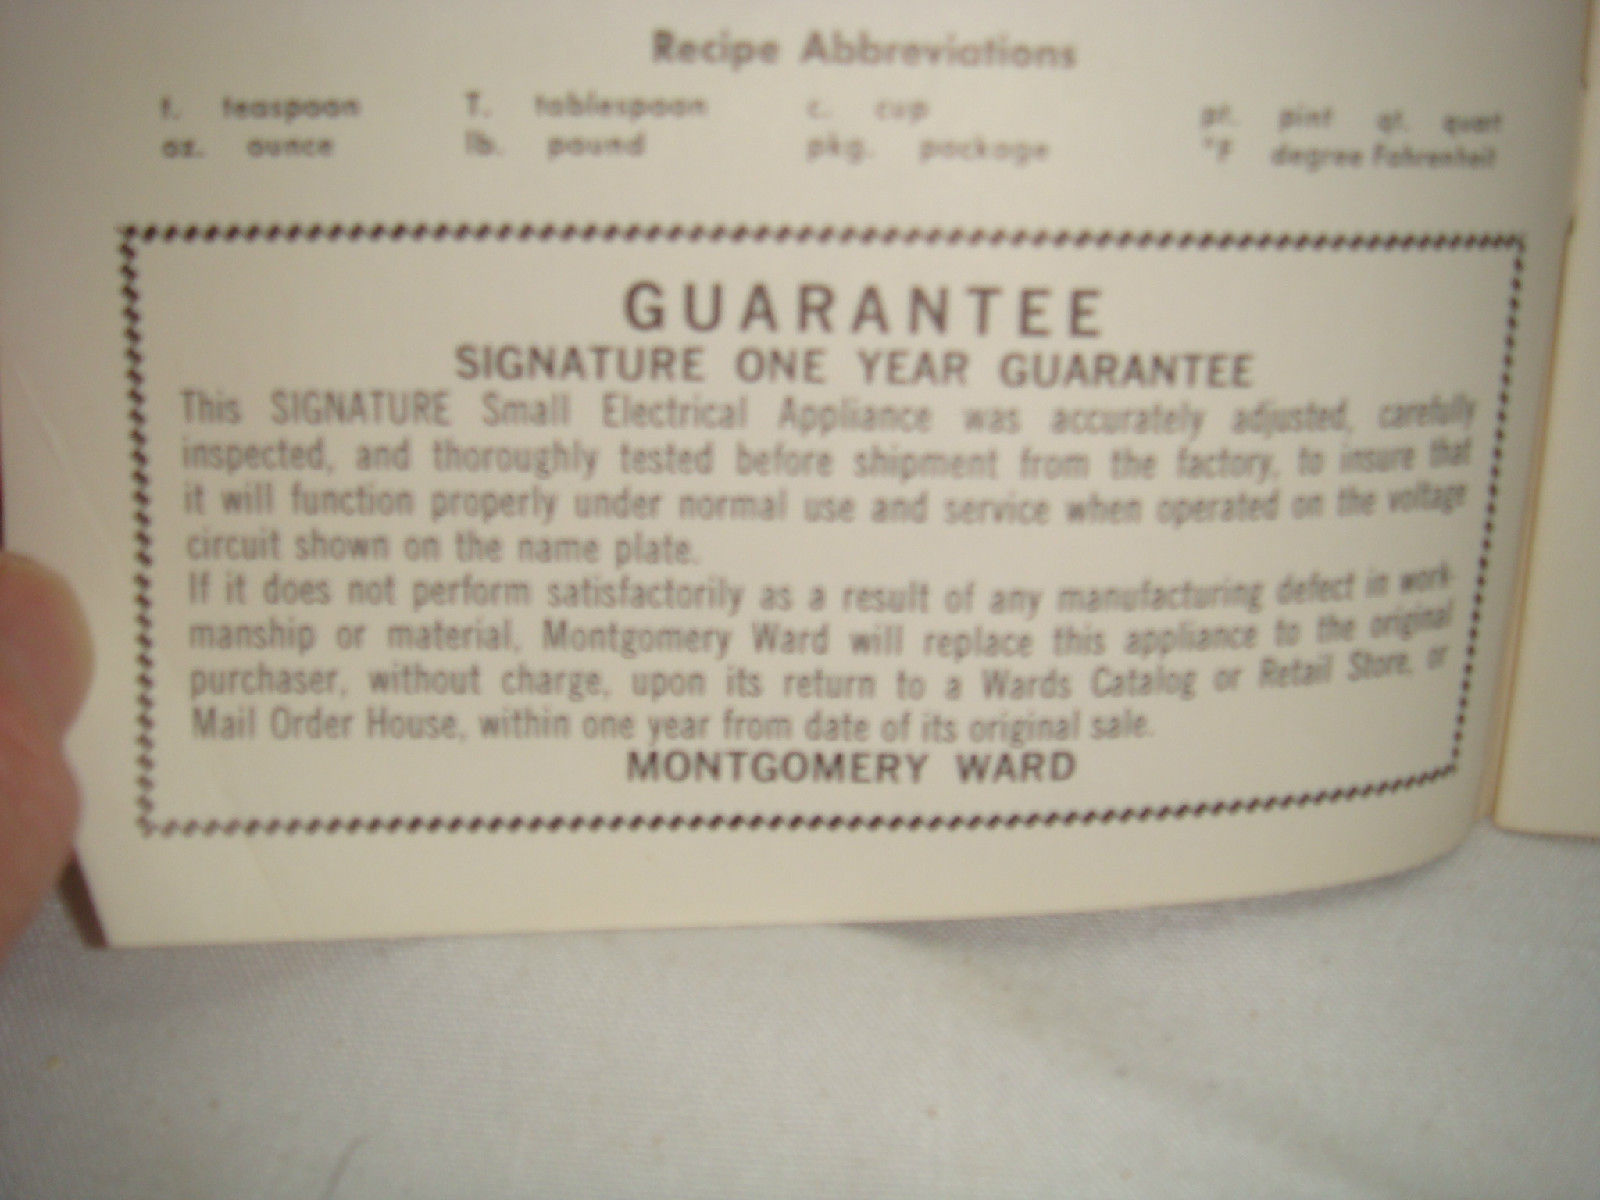 Recipe Abbreviations
t. teaspoon T. tablespoon c. cup pt. pint qt. quart
oz. ounce lb. pound pkg. package °F degree Fahrenheit
GUARANTEE
SIGNATURE ONE YEAR GUARANTEE
This SIGNATURE Small Electrical Appliance was accurately adjusted, carefully
inspected, and thoroughly tested before shipment from the factory, to insure that
it will function properly under normal use and service when operated on the voltage
circuit shown on the name plate.
If it does not perform satisfactorily as a result of any manufacturing defect in work-
manship or material, Montgomery Ward will replace this appliance to the original
purchaser, without charge, upon its return to a Wards Catalog or Retail Store, or
Mail Order House, within one year from date of its original sale.
MONTGOMERY WARD